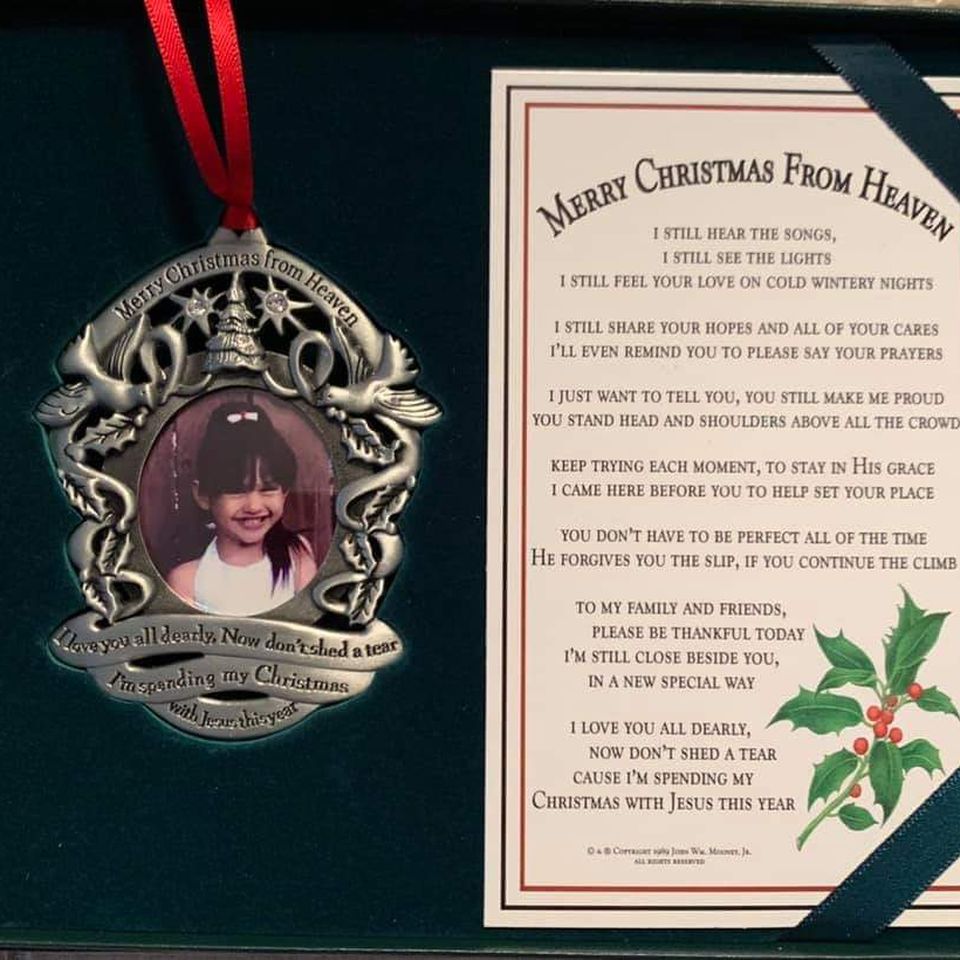 Merry Christmas from Heaven
I love you all dearly, Now don't shed a tear
I'm spending my Christmas
with Jesus this year
MERRY CHRISTMAS FROM HEAVEN
I STILL HEAR THE SONGS,
I STILL SEE THE LIGHTS
I STILL FEEL YOUR LOVE ON COLD WINTERY NIGHTS
I STILL SHARE YOUR HOPES AND ALL OF YOUR CARES
I'LL EVEN REMIND YOU TO PLEASE SAY YOUR PRAYERS
I JUST WANT TO TELL YOU, YOU STILL MAKE ME PROUD
YOU STAND HEAD AND SHOULDERS ABOVE ALL THE CROWD
KEEP TRYING EACH MOMENT, TO STAY IN HIS GRACE
I CAME HERE BEFORE YOU TO HELP SET YOUR PLACE
YOU DON'T HAVE TO BE PERFECT ALL OF THE TIME
HE FORGIVES YOU THE SLIP, IF YOU CONTINUE THE CLIMB
TO MY FAMILY AND FRIENDS,
PLEASE BE THANKFUL TODAY
I'M STILL CLOSE BESIDE YOU,
IN A NEW SPECIAL WAY
I LOVE YOU ALL DEARLY,
NOW DON'T SHED A TEAR
CAUSE I'M SPENDING MY
CHRISTMAS WITH JESUS THIS YEAR
© & ® COPYRIGHT 1989 JOHN WM. MOONEY, JR.
ALL RIGHTS RESERVED